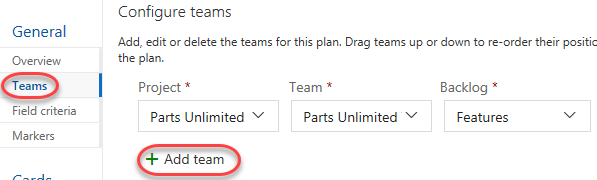 General
Overview
Teams
Field criteria
Markers
Cards
Configure teams
Add, edit or delete the teams for this plan. Drag teams up or down to re-order their positio
the plan.
Project * Team * Backlog *
Parts Unlimited Parts Unlimited Features
+ Add team